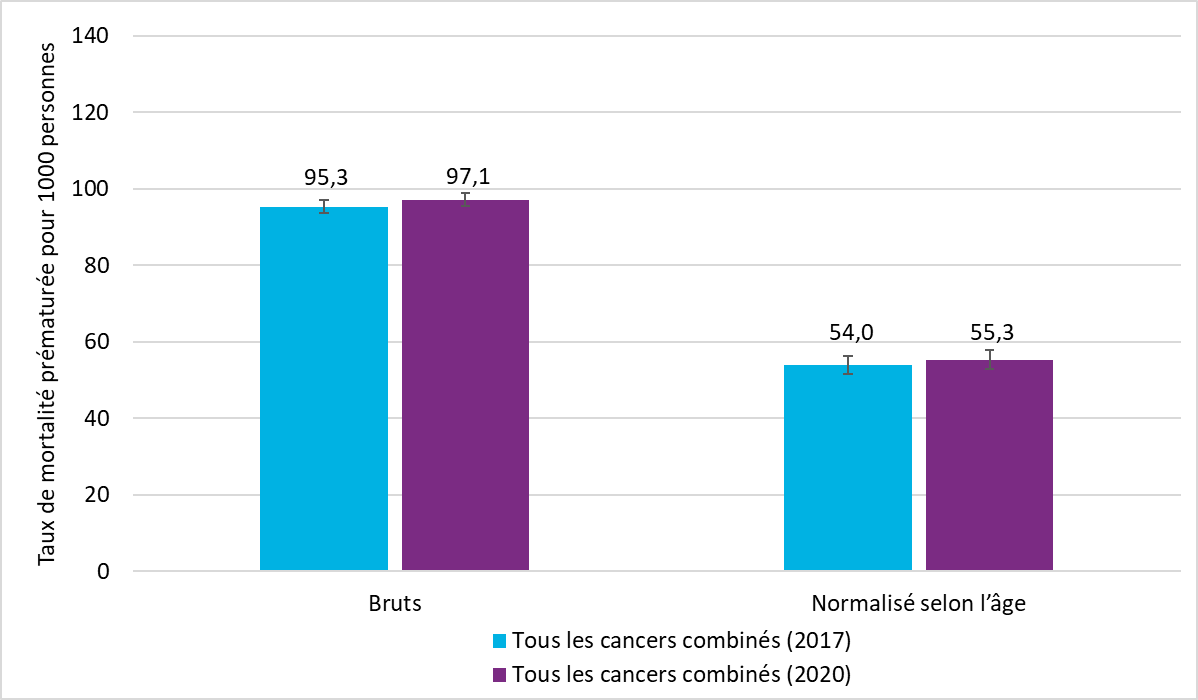 Taux de mortalité prématurée pour 1000 personnes
140
120
100
80
60
40
20
0
95,3
97,1
54,0
55,3
Bruts
Normalisé selon l’âge
Tous les cancers combinés (2017)
Tous les cancers combinés (2020)